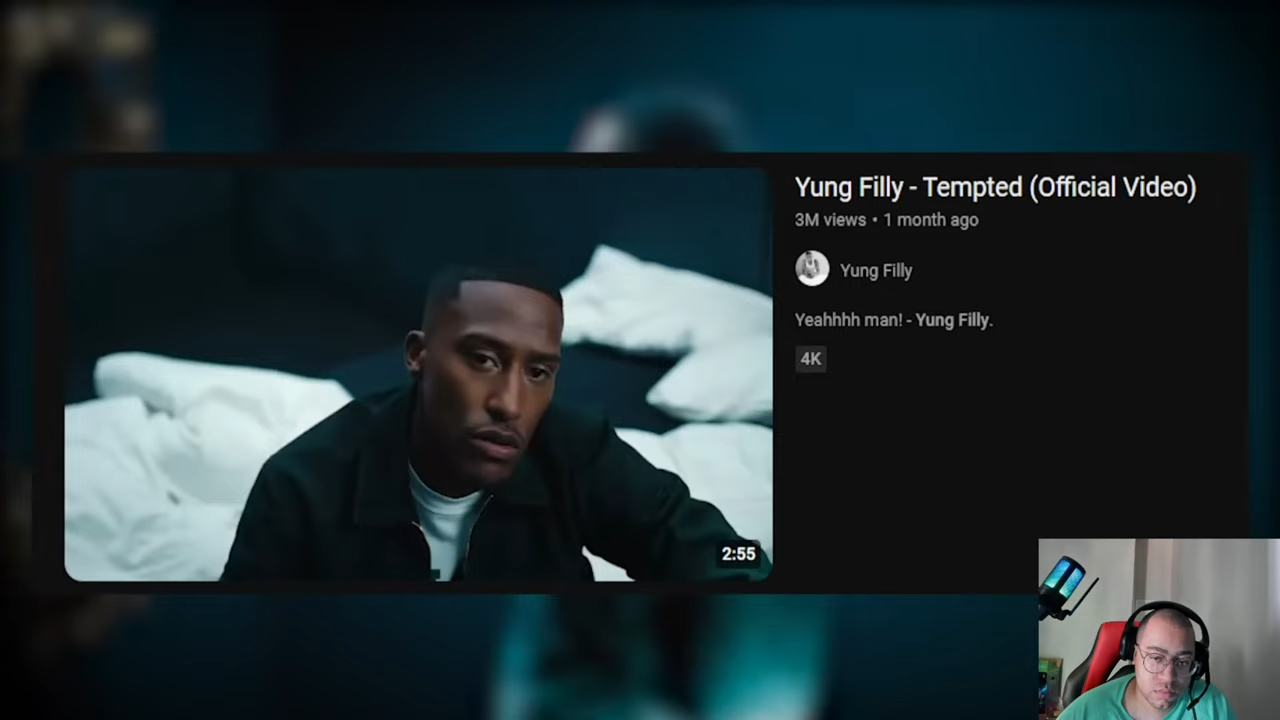 Yung Filly - Tempted (Official Video)
3M views • 1 month ago
Yung Filly
Yeahhhh man! - Yung Filly.
4K
2:55